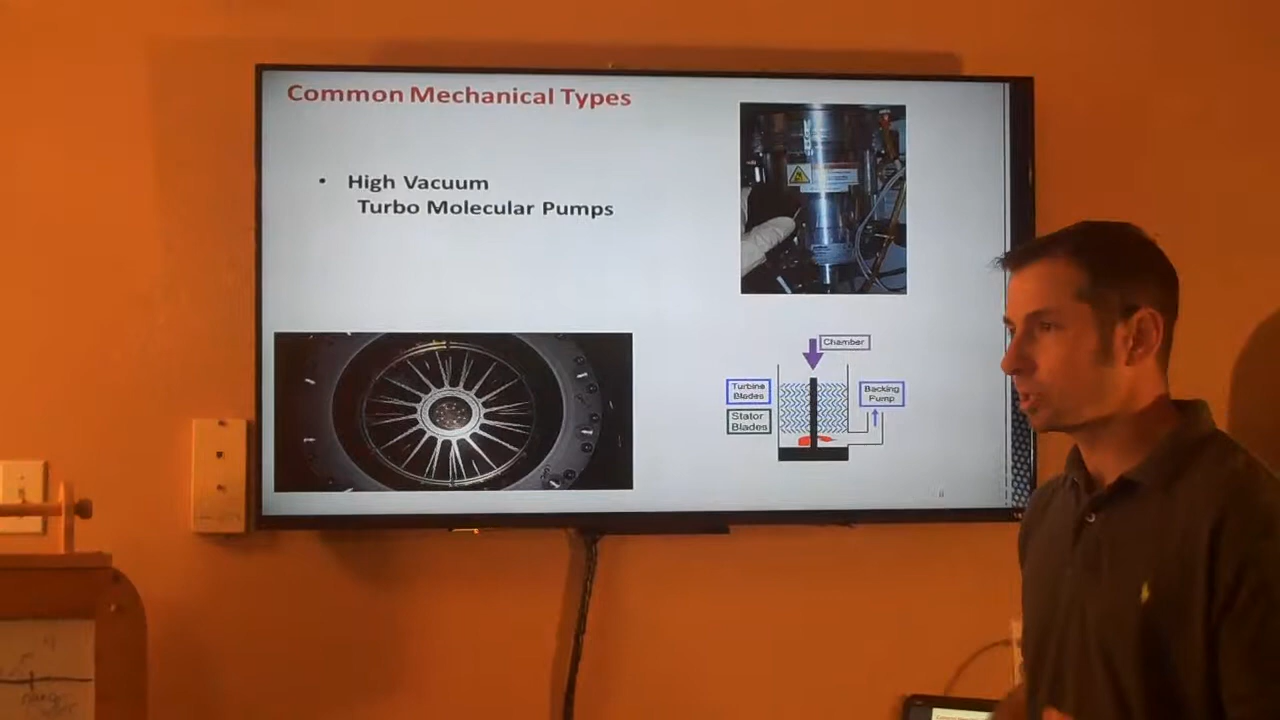 Common Mechanical Types
• High Vacuum
Turbo Molecular Pumps
Chamber
Turbine
Blades
Backing
Pump
Stator
Blades